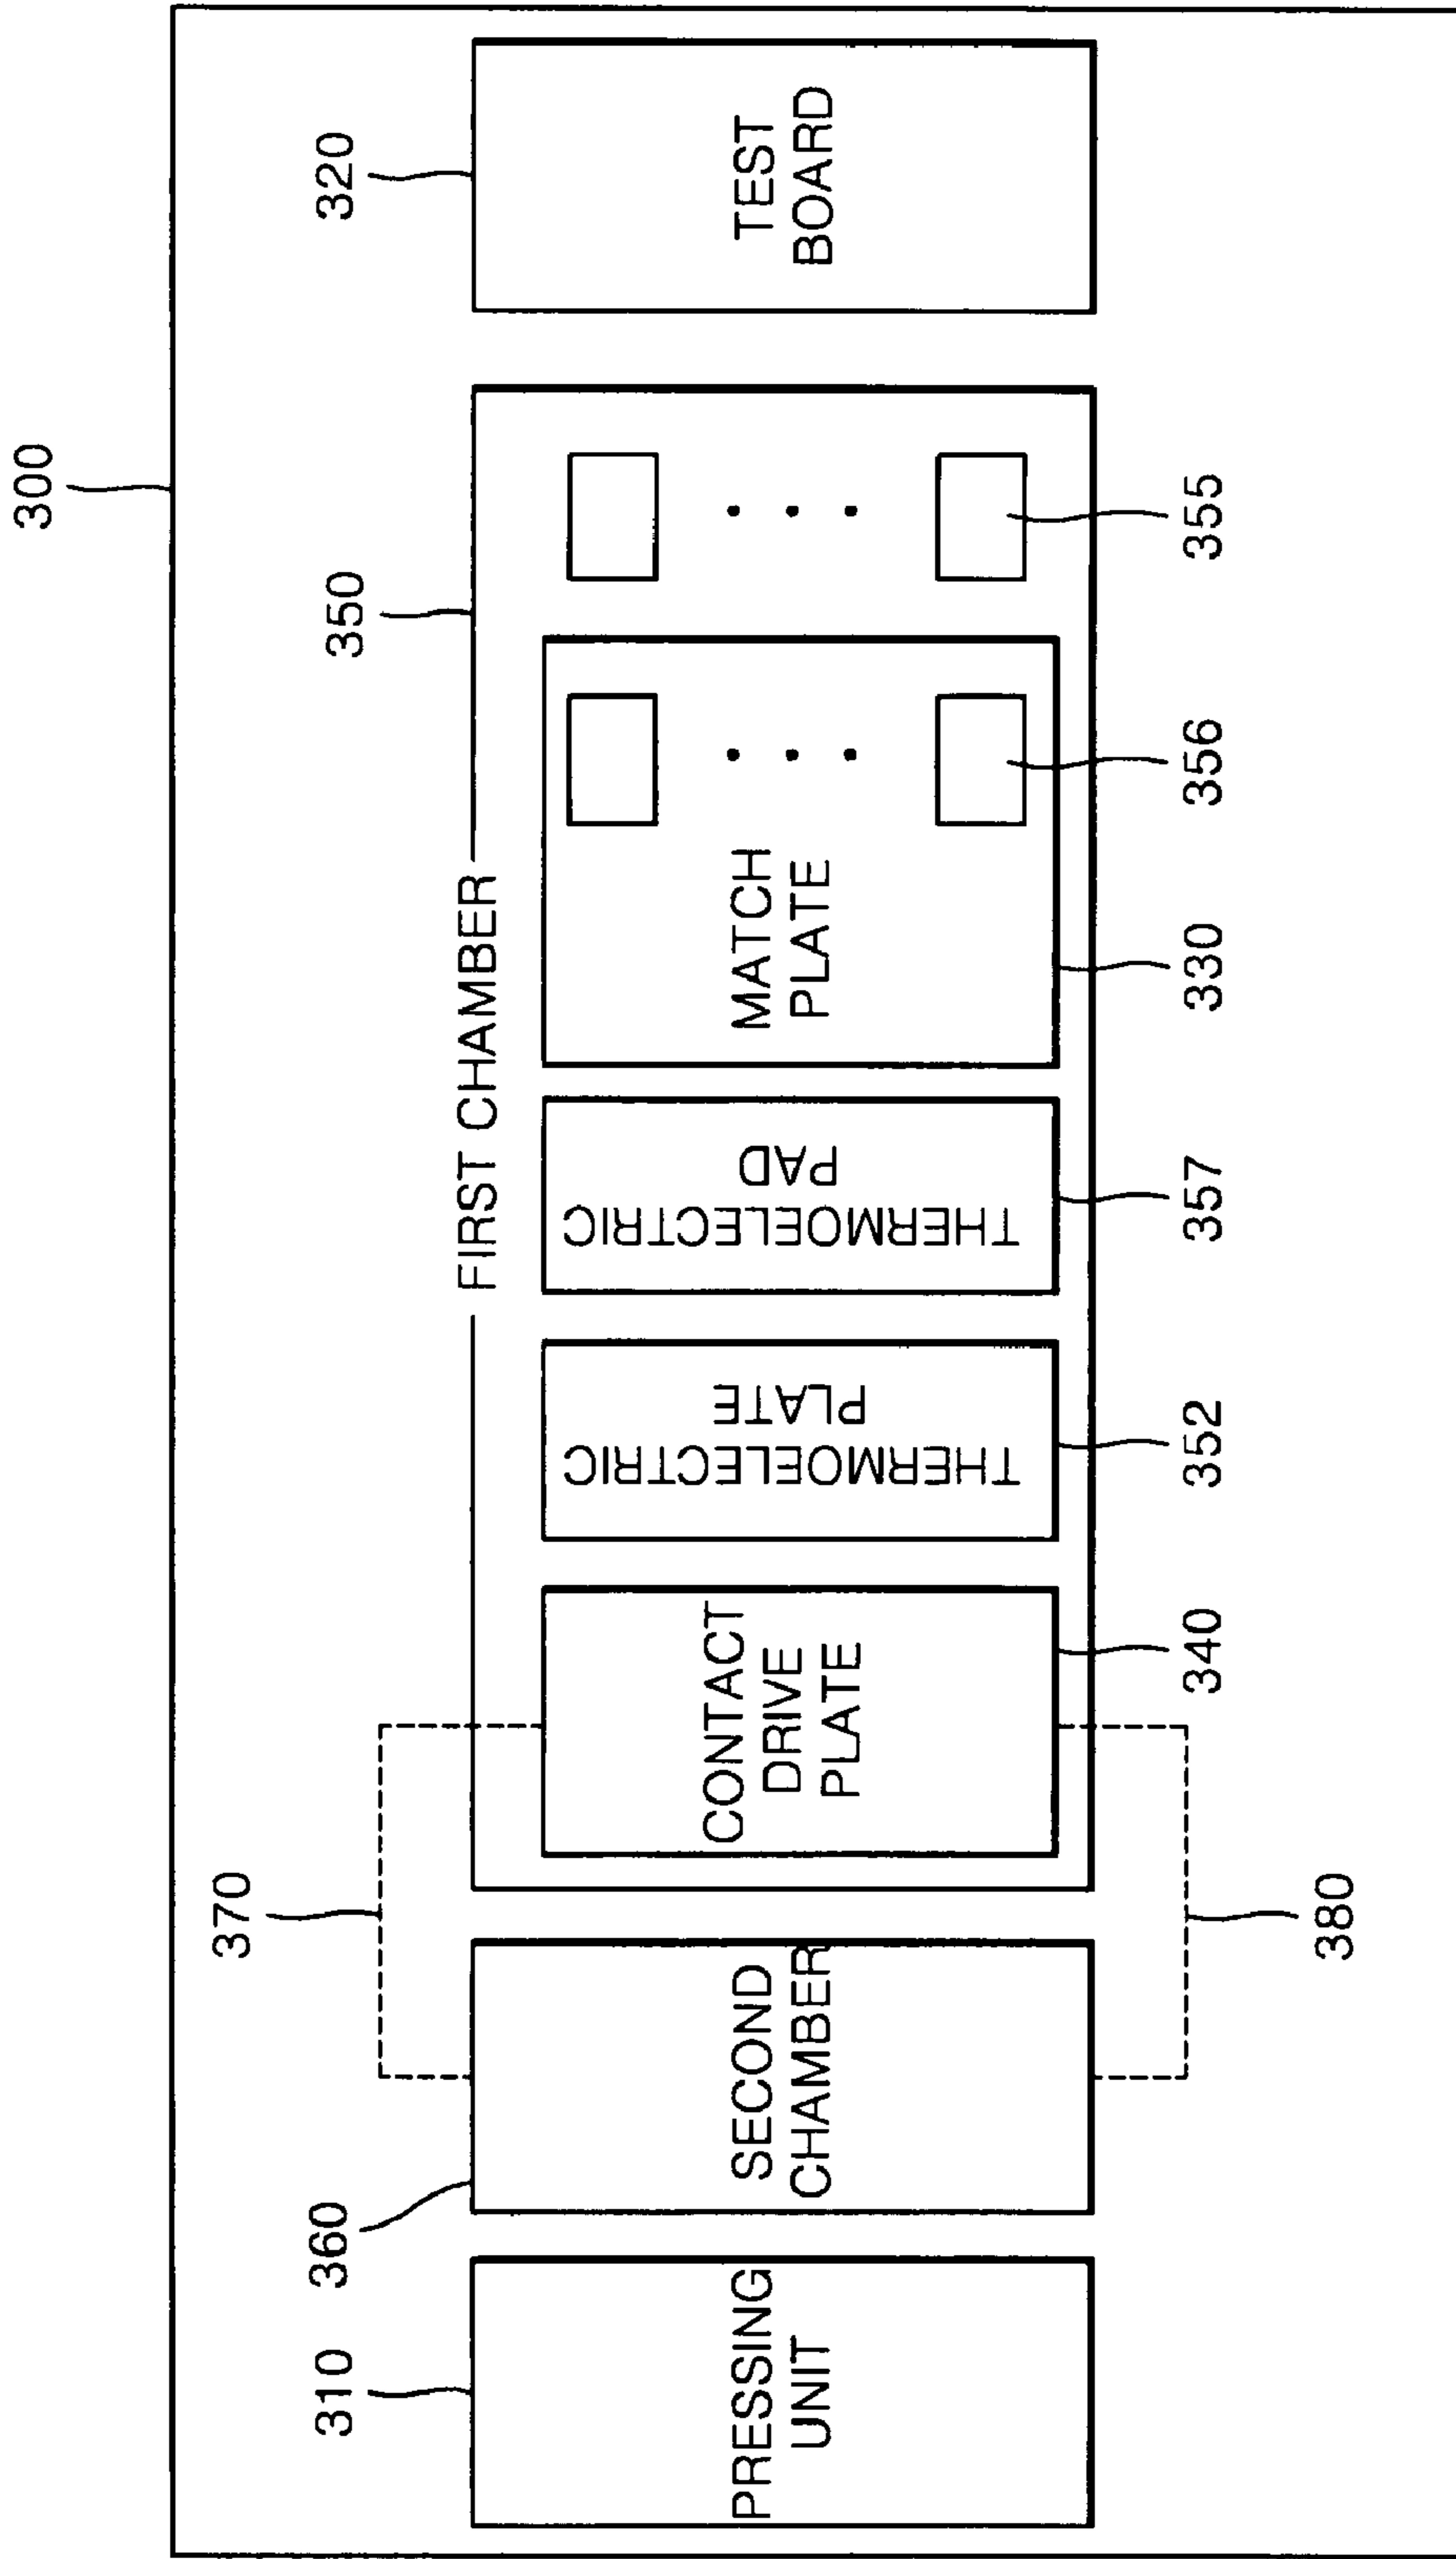 300
310
PRESSING
UNIT
360
SECOND
CHAMBER
370
380
350
FIRST CHAMBER
CONTACT
DRIVE
PLATE
340
THERMOELECTRIC
PLATE
352
THERMOELECTRIC
PAD
357
MATCH
PLATE
330
356
355
320
TEST
BOARD